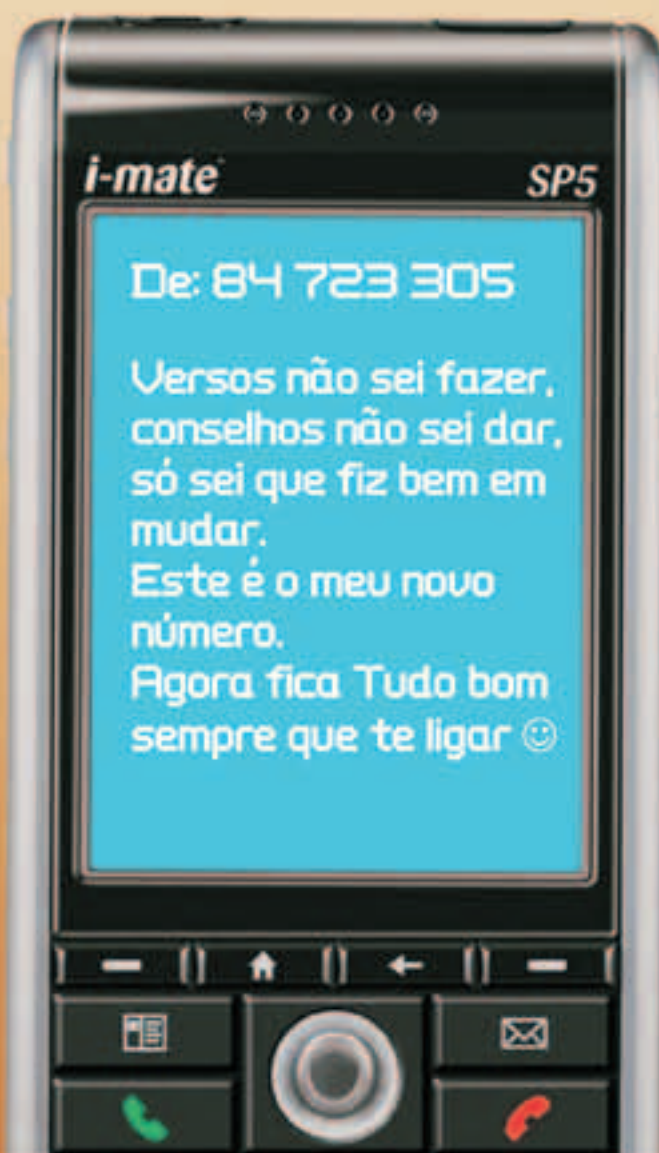 i-mate SP5
De: 84 723 305
Versos não sei fazer,
conselhos não sei dar,
só sei que fiz bem em
mudar.
Este é o meu novo
número.
Agora fica Tudo bom
sempre que te ligar ☺